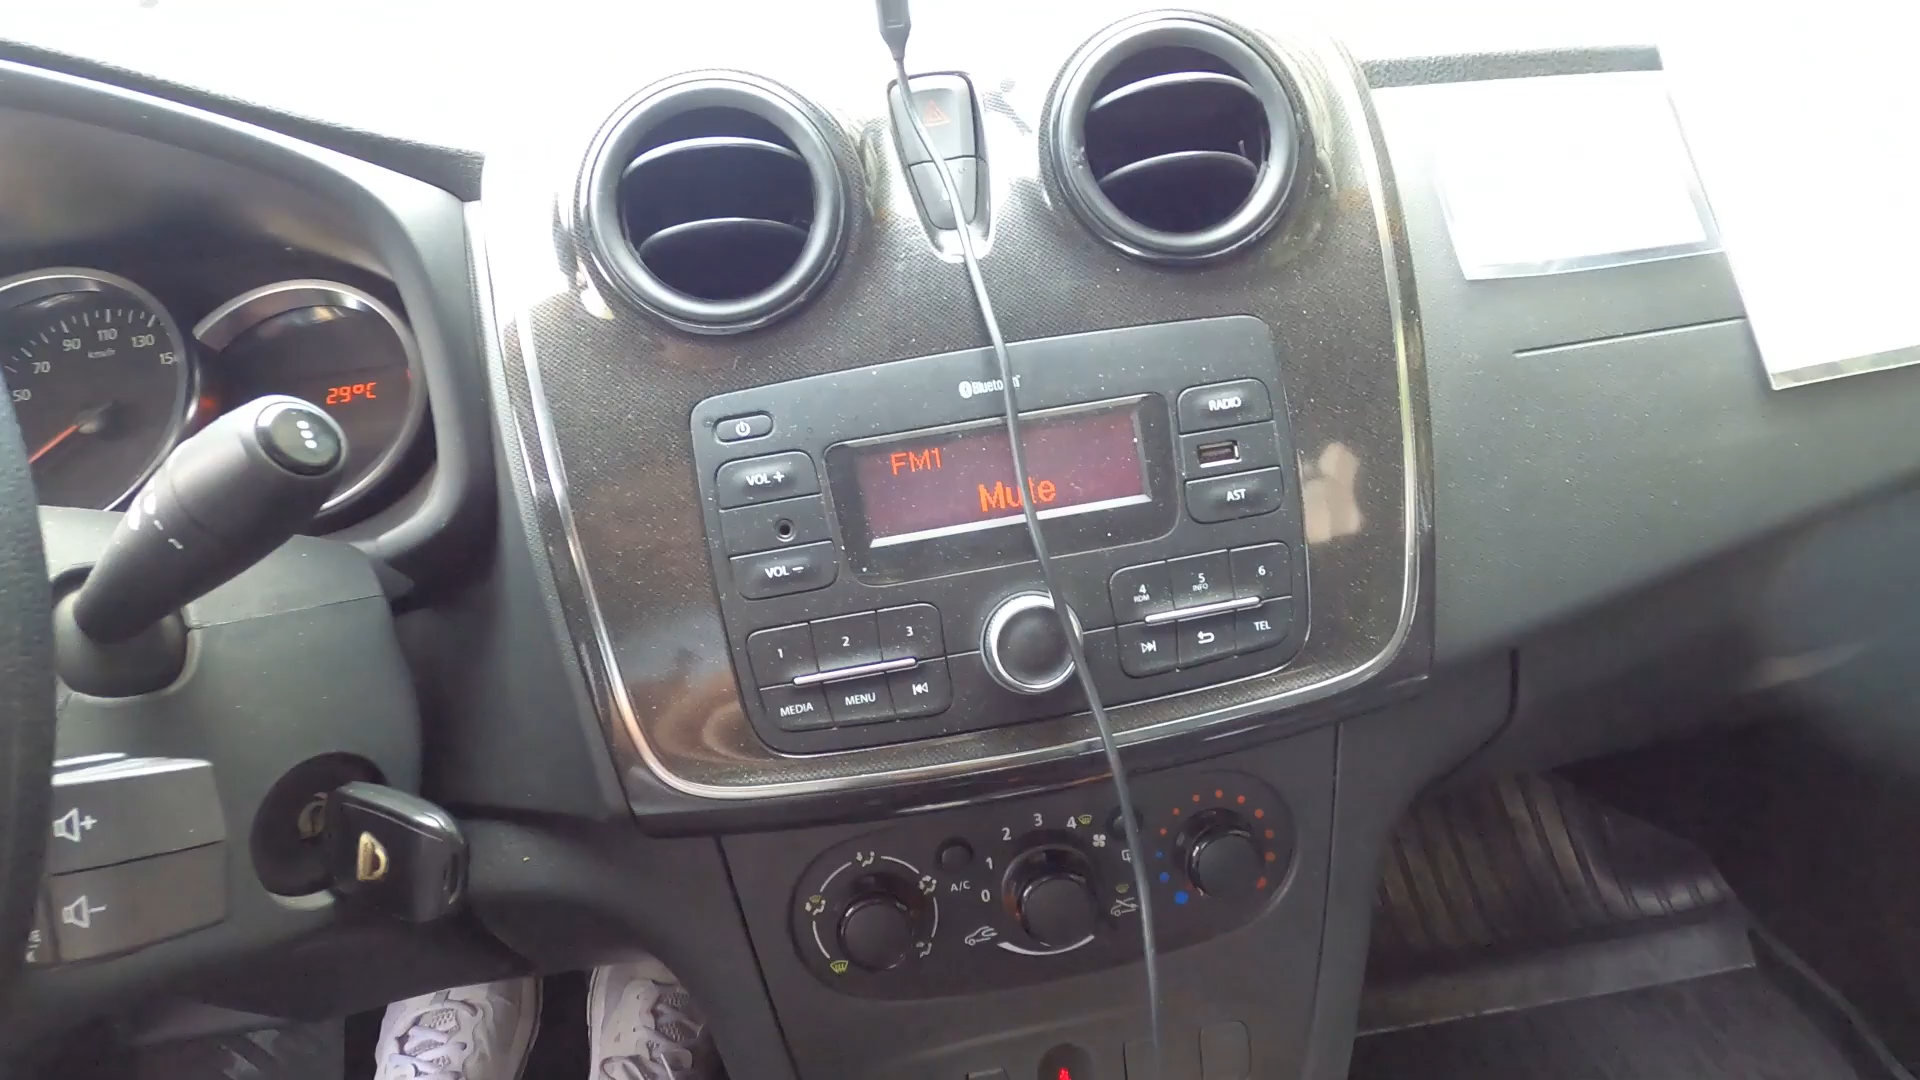 50
70
90
110
130
km/h
29°C
Bluetooth
VOL +
FM1
Mute
RADIO
AST
VOL −
1
2
3
4
RDM
5
INFO
6
MEDIA
MENU
TEL
0
1
2
3
4
A/C